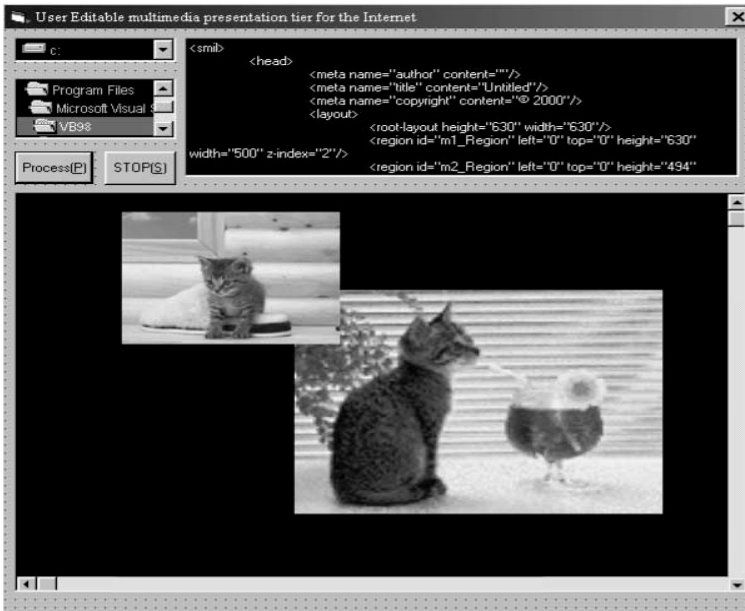 User Editable multimedia presentation tier for the Internet
c:
Program Files
Microsoft Visual S
VB98
Process(P)
STOP(S)
<smil>
<head>
<meta name="author" content=""/>
<meta name="title" content="Untitled"/>
<meta name="copyright" content="© 2000"/>
<layout>
<root-layout height="630" width="630"/>
<region id="m1_Region" left="0" top="0" height="630"
width="500" z-index="2"/>
<region id="m2_Region" left="0" top="0" height="494"